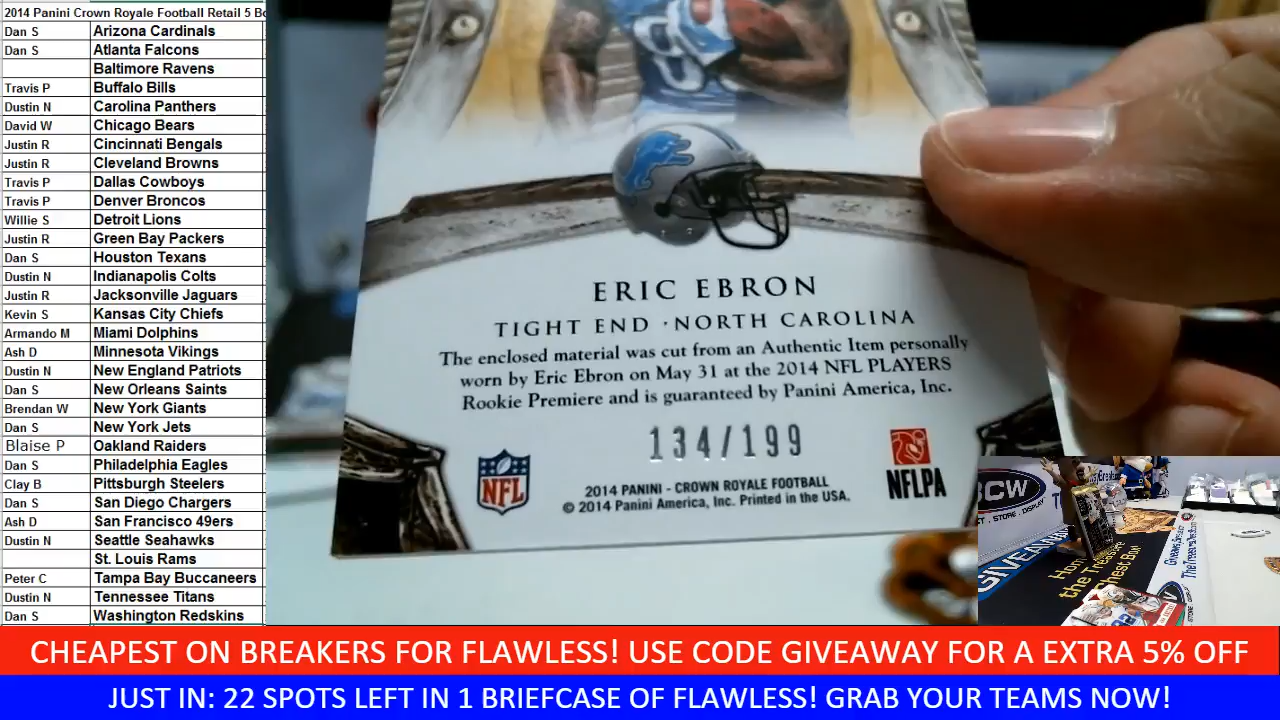 2014 Panini Crown Royale Football Retail 5 Bo
Dan S Arizona Cardinals
Dan S Atlanta Falcons
Baltimore Ravens
Travis P Buffalo Bills
Dustin N Carolina Panthers
David W Chicago Bears
Justin R Cincinnati Bengals
Justin R Cleveland Browns
Travis P Dallas Cowboys
Travis P Denver Broncos
Willie S Detroit Lions
Justin R Green Bay Packers
Dan S Houston Texans
Dustin N Indianapolis Colts
Justin R Jacksonville Jaguars
Kevin S Kansas City Chiefs
Armando M Miami Dolphins
Ash D Minnesota Vikings
Dustin N New England Patriots
Dan S New Orleans Saints
Brendan W New York Giants
Dan S New York Jets
Blaise P Oakland Raiders
Dan S Philadelphia Eagles
Clay B Pittsburgh Steelers
Dan S San Diego Chargers
Ash D San Francisco 49ers
Dustin N Seattle Seahawks
St. Louis Rams
Peter C Tampa Bay Buccaneers
Dustin N Tennessee Titans
Dan S Washington Redskins
ERIC EBRON
TIGHT END · NORTH CAROLINA
The enclosed material was cut from an Authentic Item personally
worn by Eric Ebron on May 31 at the 2014 NFL PLAYERS
Rookie Premiere and is guaranteed by Panini America, Inc.
134/199
NFL
NFLPA
2014 PANINI - CROWN ROYALE FOOTBALL
© 2014 Panini America, Inc. Printed in the USA.
CW
STORE · DISPLAY
GIVEAWAY
the Treasure
Chest Box
CHEAPEST ON BREAKERS FOR FLAWLESS! USE CODE GIVEAWAY FOR A EXTRA 5% OFF
JUST IN: 22 SPOTS LEFT IN 1 BRIEFCASE OF FLAWLESS! GRAB YOUR TEAMS NOW!